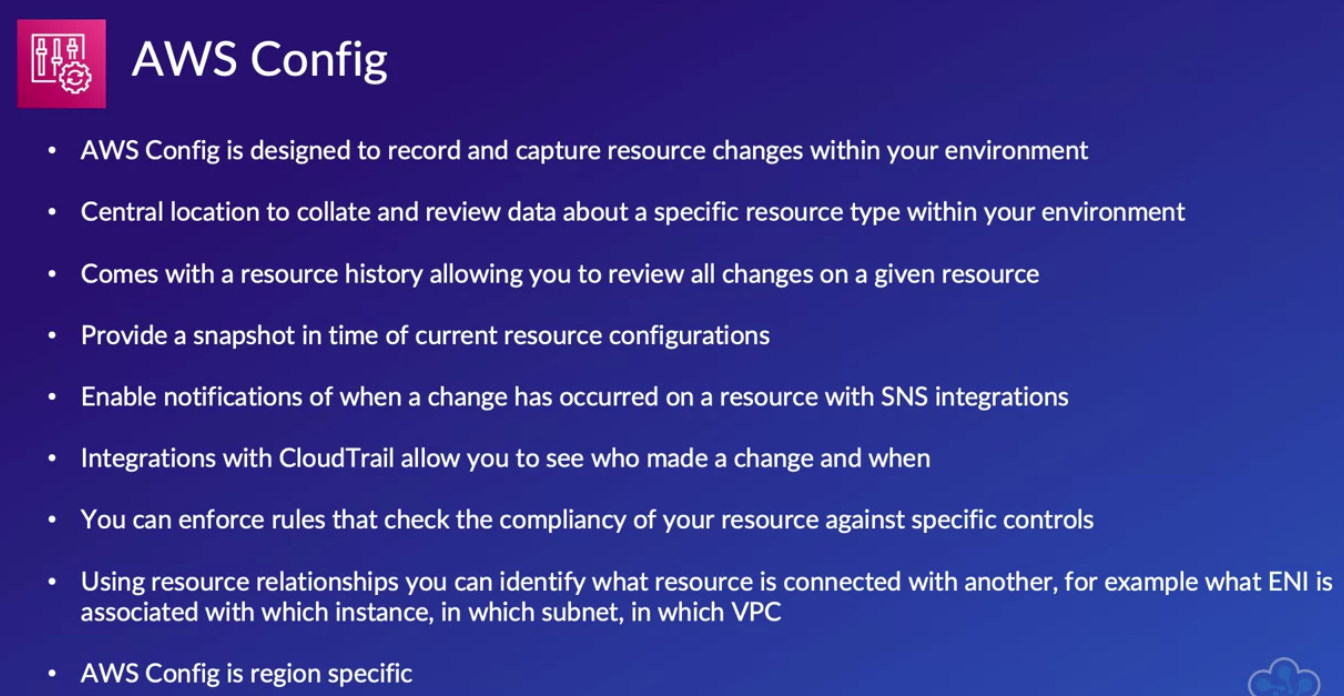 AWS Config
• AWS Config is designed to record and capture resource changes within your environment
• Central location to collate and review data about a specific resource type within your environment
• Comes with a resource history allowing you to review all changes on a given resource
• Provide a snapshot in time of current resource configurations
• Enable notifications of when a change has occurred on a resource with SNS integrations
• Integrations with CloudTrail allow you to see who made a change and when
• You can enforce rules that check the compliancy of your resource against specific controls
• Using resource relationships you can identify what resource is connected with another, for example what ENI is
associated with which instance, in which subnet, in which VPC
• AWS Config is region specific